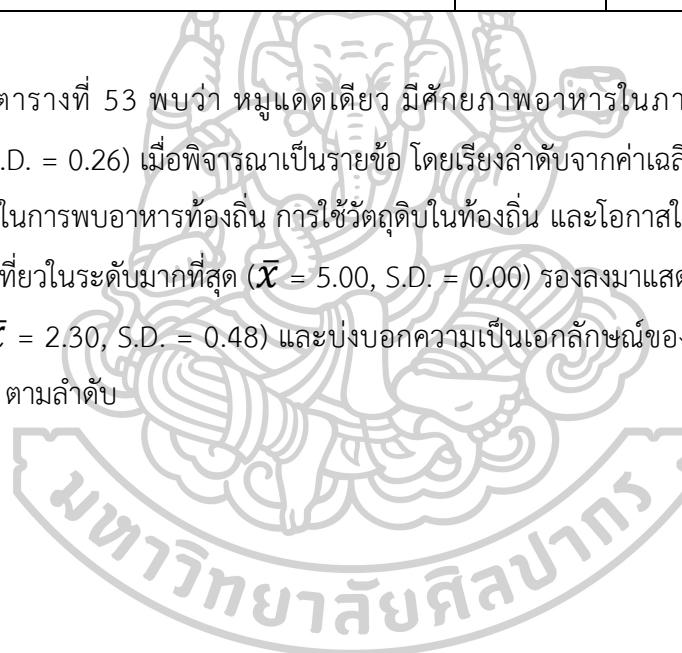 ตารางที่ 53 พบว่า หมูแดดเดียว มีศักยภาพอาหารในภา
.D. = 0.26) เมื่อพิจารณาเป็นรายข้อ โดยเรียงลำดับจากค่าเฉลี
ในการพบอาหารท้องถิ่น การใช้วัตถุดิบในท้องถิ่น และโอกาสใ
ที่ยวในระดับมากที่สุด (x̄ = 5.00, S.D. = 0.00) รองลงมาแสด
x̄ = 2.30, S.D. = 0.48) และบ่งบอกความเป็นเอกลักษณ์ของ
ตามลำดับ
มหาวิทยาลัยศิลปากร